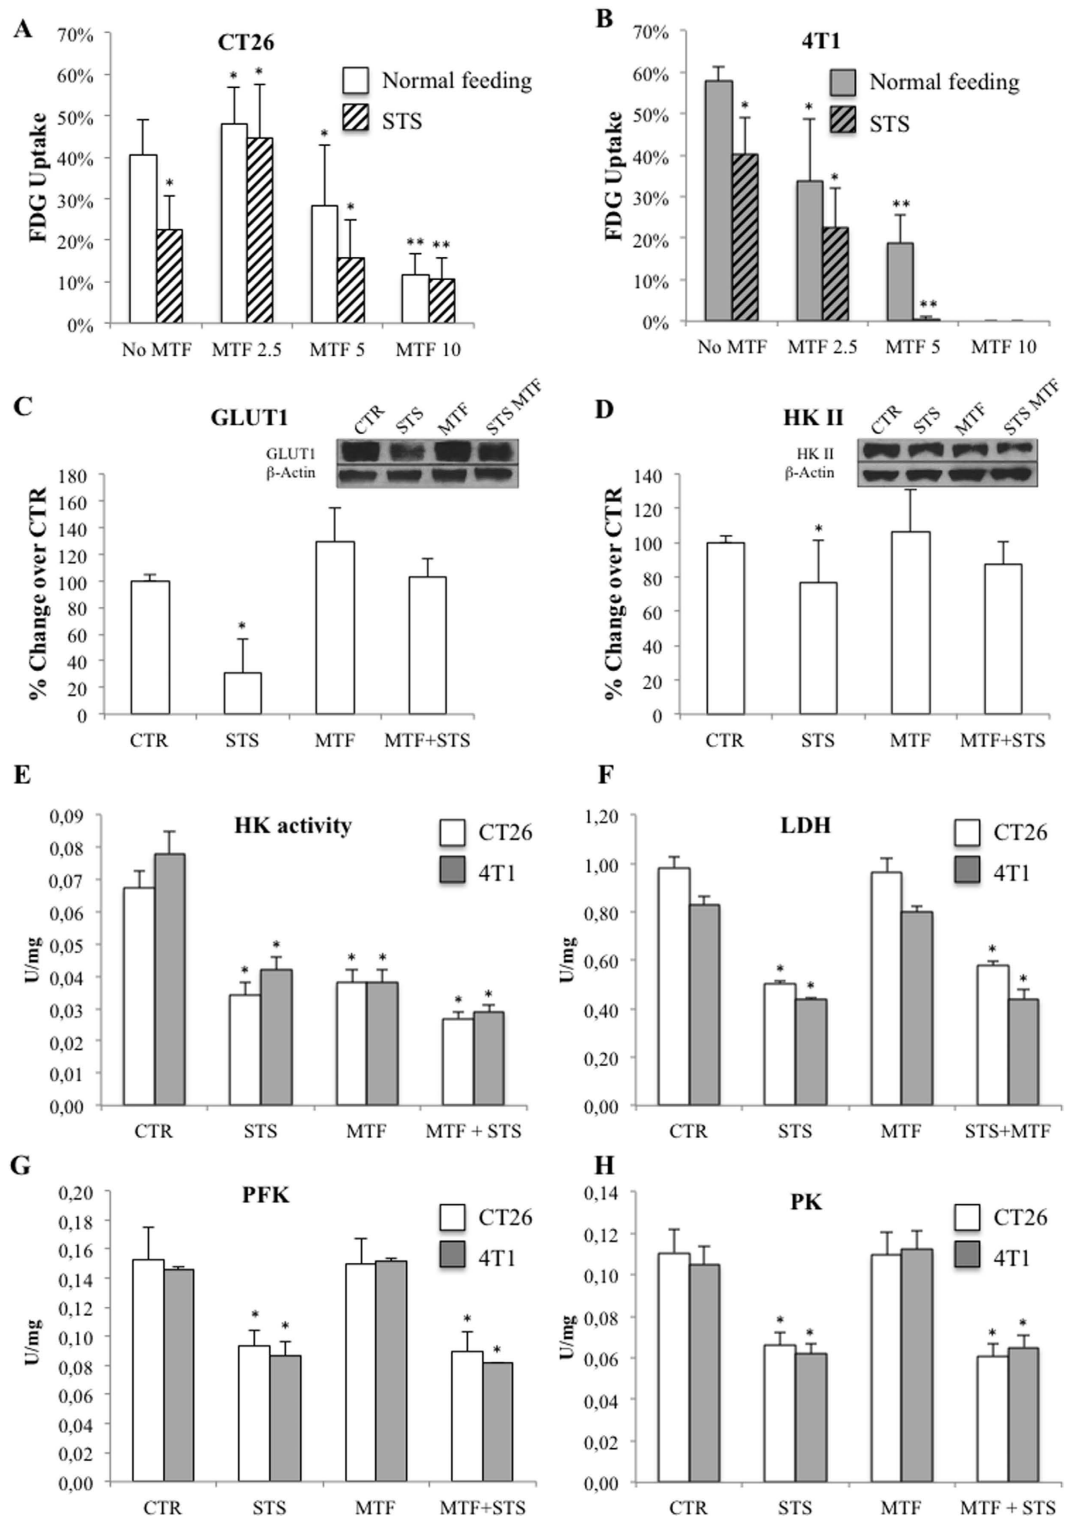 A
CT26
Normal feeding
STS
FDG Uptake
70%
60%
50%
40%
30%
20%
10%
0%
* * * * * ** **
No MTF MTF 2.5 MTF 5 MTF 10
B
4T1
Normal feeding
STS
FDG Uptake
70%
60%
50%
40%
30%
20%
10%
0%
* * * ** **
No MTF MTF 2.5 MTF 5 MTF 10
C
GLUT1
CTR STS MTF STS MTF
GLUT1
β-Actin
% Change over CTR
180
160
140
120
100
80
60
40
20
0
*
CTR STS MTF MTF+STS
D
HK II
CTR STS MTF STS MTF
HK II
β-Actin
% Change over CTR
140
120
100
80
60
40
20
0
*
CTR STS MTF MTF+STS
E
HK activity
CT26
4T1
U/mg
0,09
0,08
0,07
0,06
0,05
0,04
0,03
0,02
0,01
0,00
* * * * * *
CTR STS MTF MTF + STS
F
LDH
CT26
4T1
U/mg
1,20
1,00
0,80
0,60
0,40
0,20
0,00
* * * *
CTR STS MTF STS+MTF
G
PFK
CT26
4T1
U/mg
0,20
0,18
0,16
0,14
0,12
0,10
0,08
0,06
0,04
0,02
0,00
* * * *
CTR STS MTF MTF+STS
H
PK
CT26
4T1
U/mg
0,14
0,12
0,10
0,08
0,06
0,04
0,02
0,00
* * * *
CTR STS MTF MTF + STS